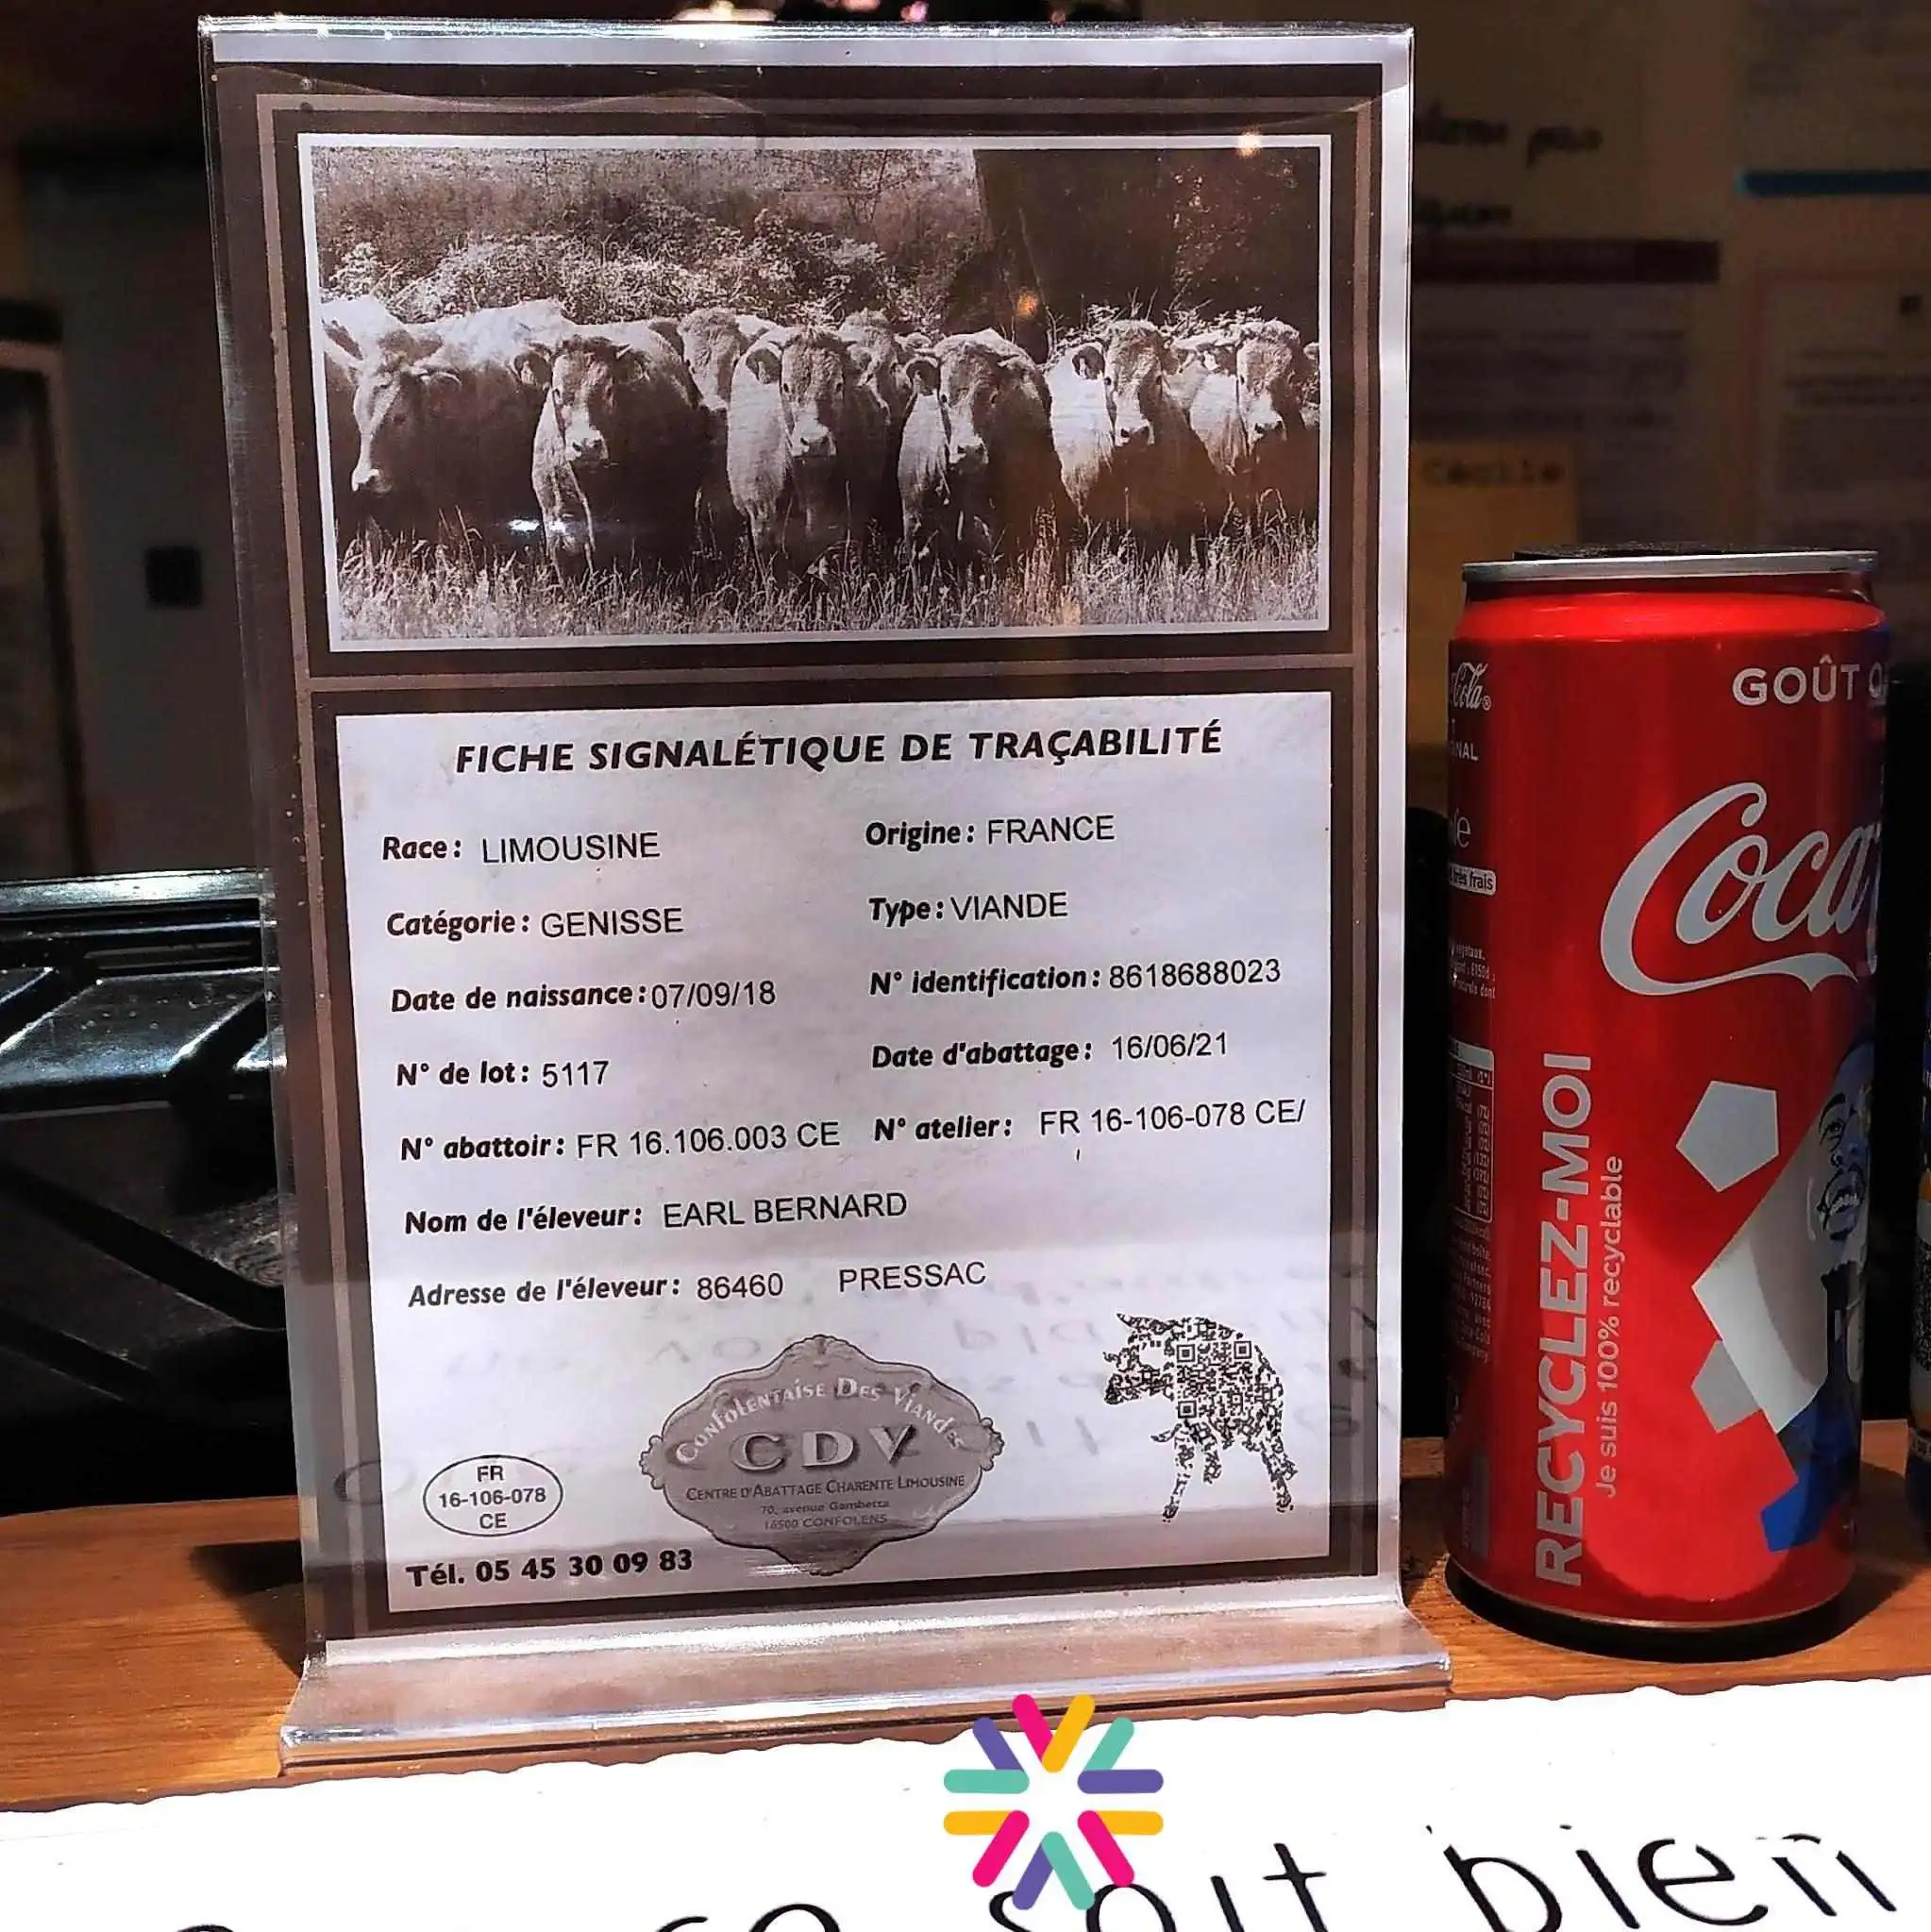 FICHE SIGNALÉTIQUE DE TRAÇABILITÉ
Race: LIMOUSINE
Origine: FRANCE
Catégorie: GENISSE
Type: VIANDE
Date de naissance: 07/09/18
N° identification: 8618688023
N° de lot: 5117
Date d'abattage: 16/06/21
N° abattoir: FR 16.106.003 CE
N° atelier: FR 16-106-078 CE/
Nom de l'éleveur: EARL BERNARD
Adresse de l'éleveur: 86460 PRESSAC
CONFOLENTAISE DES VIANDES
CDV
CENTRE D'ABATTAGE CHARENTE LIMOUSINE
70, avenue Gambetta
16500 CONFOLENS
FR
16-106-078
CE
Tél. 05 45 30 09 83
Cécile
GOÛT
Coca
RECYCLEZ-MOI
Je suis 100% recyclable
Cola
très frais
soit bien